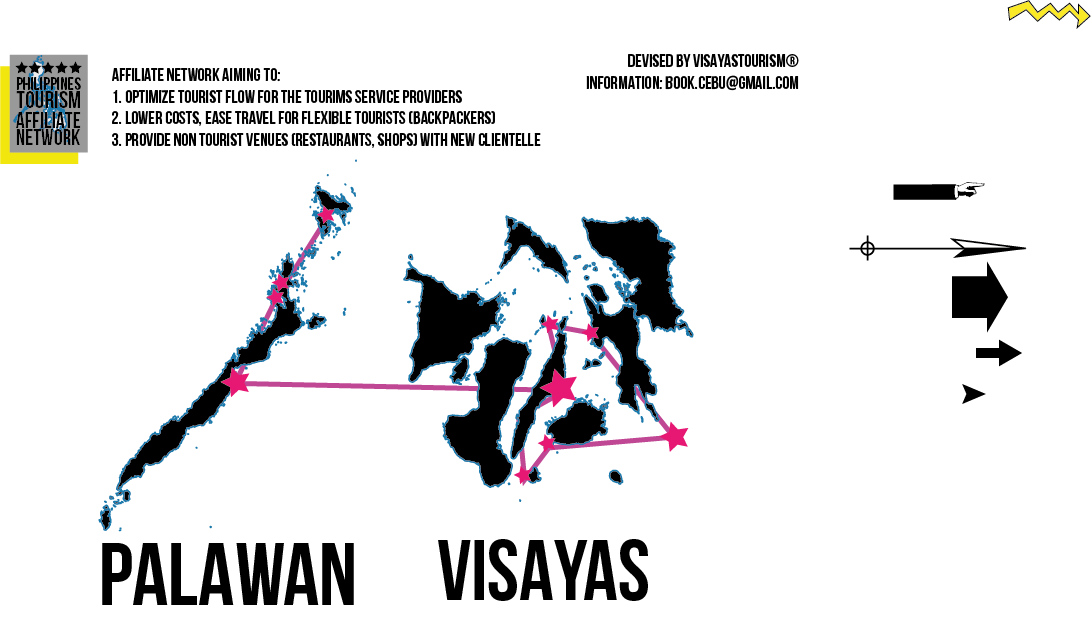 PHILIPPINES
TOURISM
AFFILIATE
NETWORK
AFFILIATE NETWORK AIMING TO:
1. OPTIMIZE TOURIST FLOW FOR THE TOURIMS SERVICE PROVIDERS
2. LOWER COSTS, EASE TRAVEL FOR FLEXIBLE TOURISTS (BACKPACKERS)
3. PROVIDE NON TOURIST VENUES (RESTAURANTS, SHOPS) WITH NEW CLIENTELLE
DEVISED BY VISAYASTOURISM®
INFORMATION: BOOK.CEBU@GMAIL.COM
PALAWAN
VISAYAS